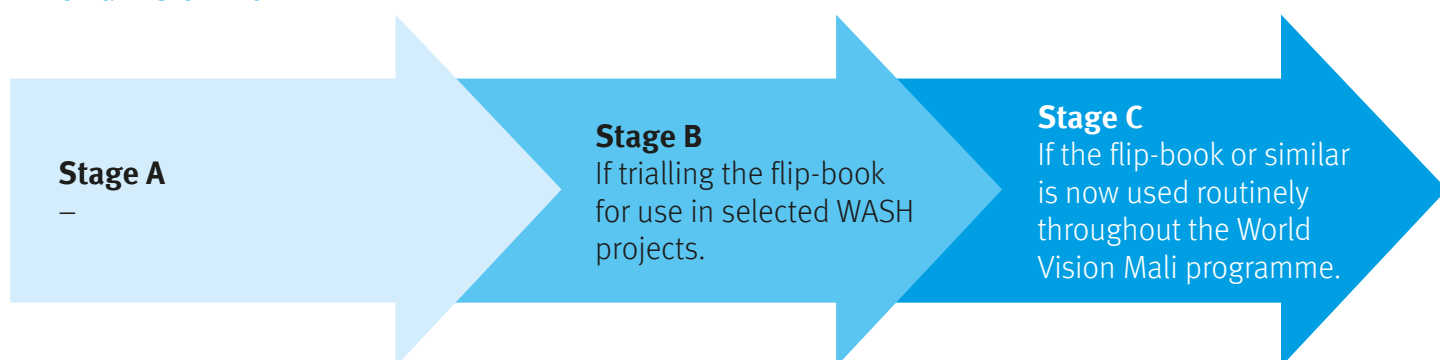 Stage A
–
Stage B
If trialling the flip-book
for use in selected WASH
projects.
Stage C
If the flip-book or similar
is now used routinely
throughout the World
Vision Mali programme.